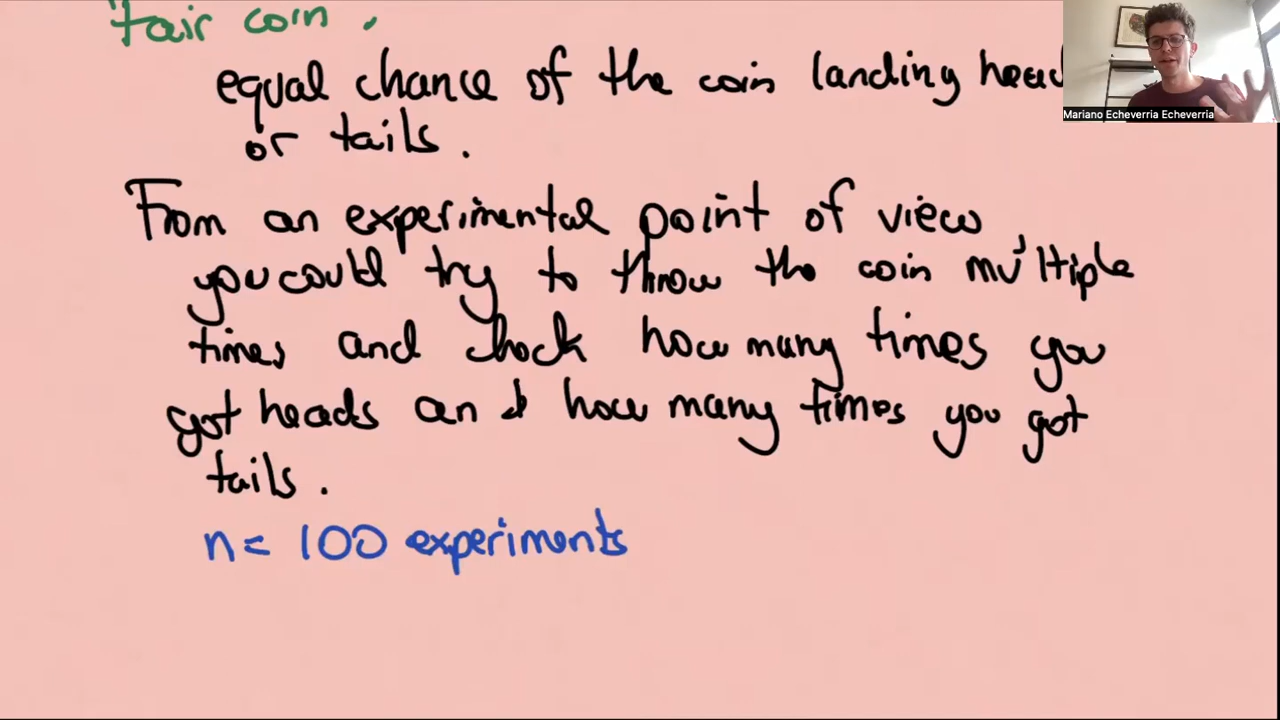 fair coin.
equal chance of the coin landing head
or tails.
From an experimental point of view
you could try to throw the coin multiple
times and check how many times you
got heads and how many times you got
tails.
n = 100 experiments
Mariano Echeverria Echeverria